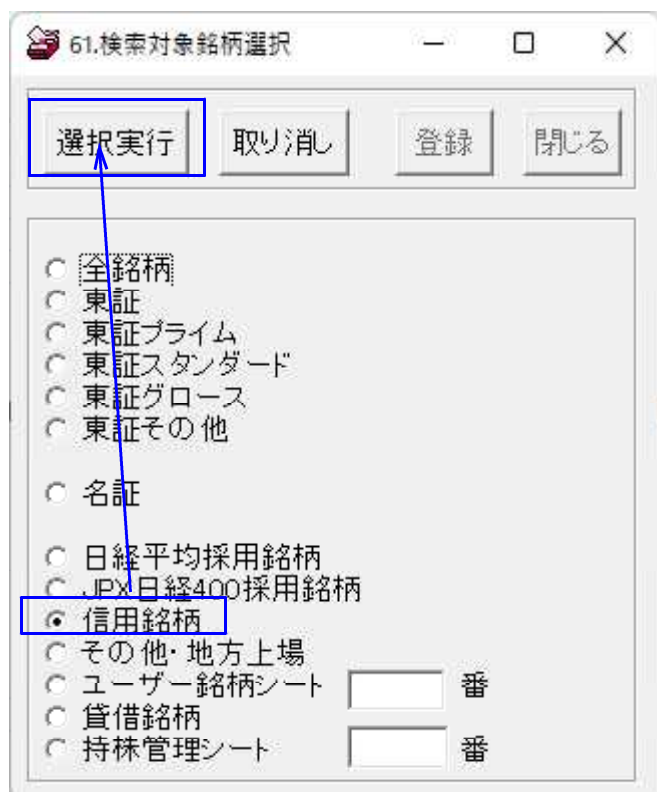 61.検索対象銘柄選択
選択実行 取り消し 登録 閉じる
全銘柄
東証
東証プライム
東証スタンダード
東証グロース
東証その他
名証
日経平均採用銘柄
JPX日経400採用銘柄
信用銘柄
その他・地方上場
ユーザー銘柄シート 番
貸借銘柄
持株管理シート 番